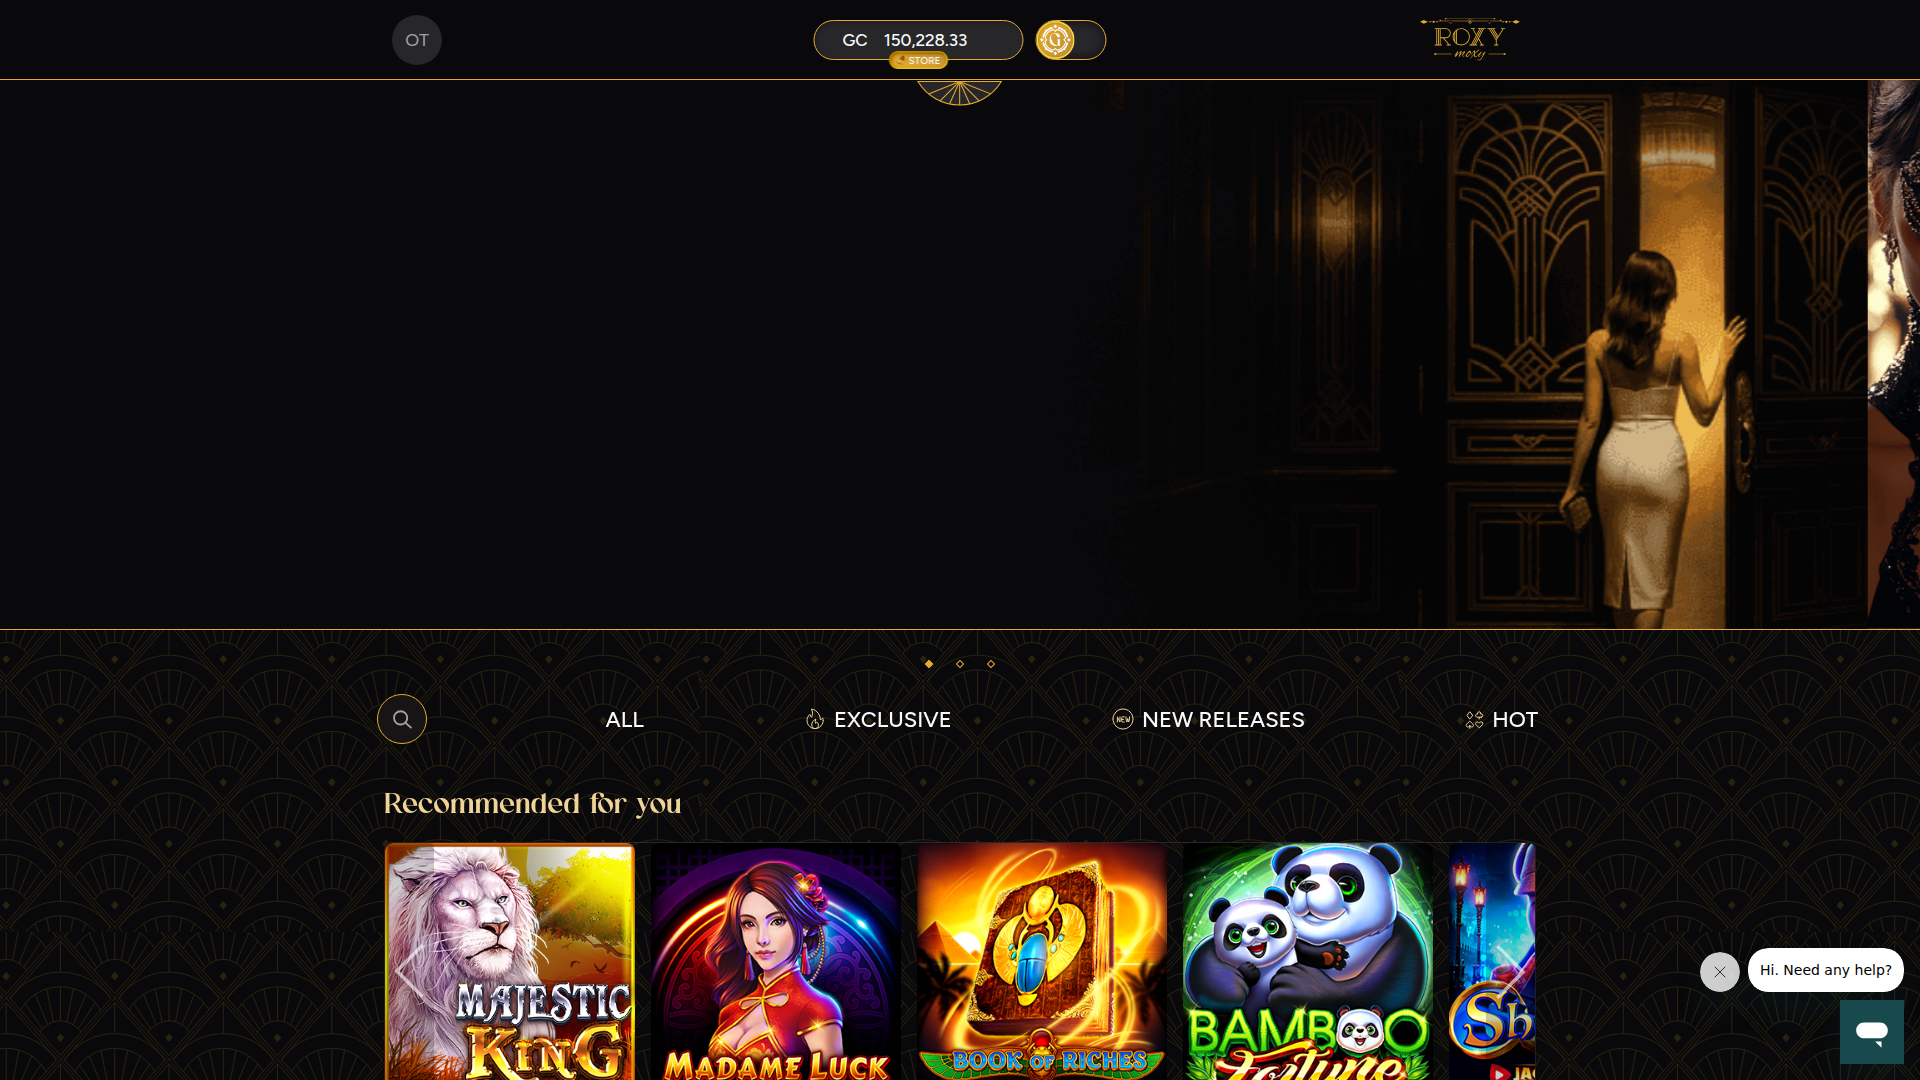 OT
GC 150,228.33
STORE
G
ROXY
moxy
ALL
EXCLUSIVE
NEW
NEW RELEASES
HOT
Recommended for you
MAJESTIC
KING
MADAME LUCK
BOOK OF RICHES
BAMBOO
Fortune
Sh
JAC
Hi. Need any help?